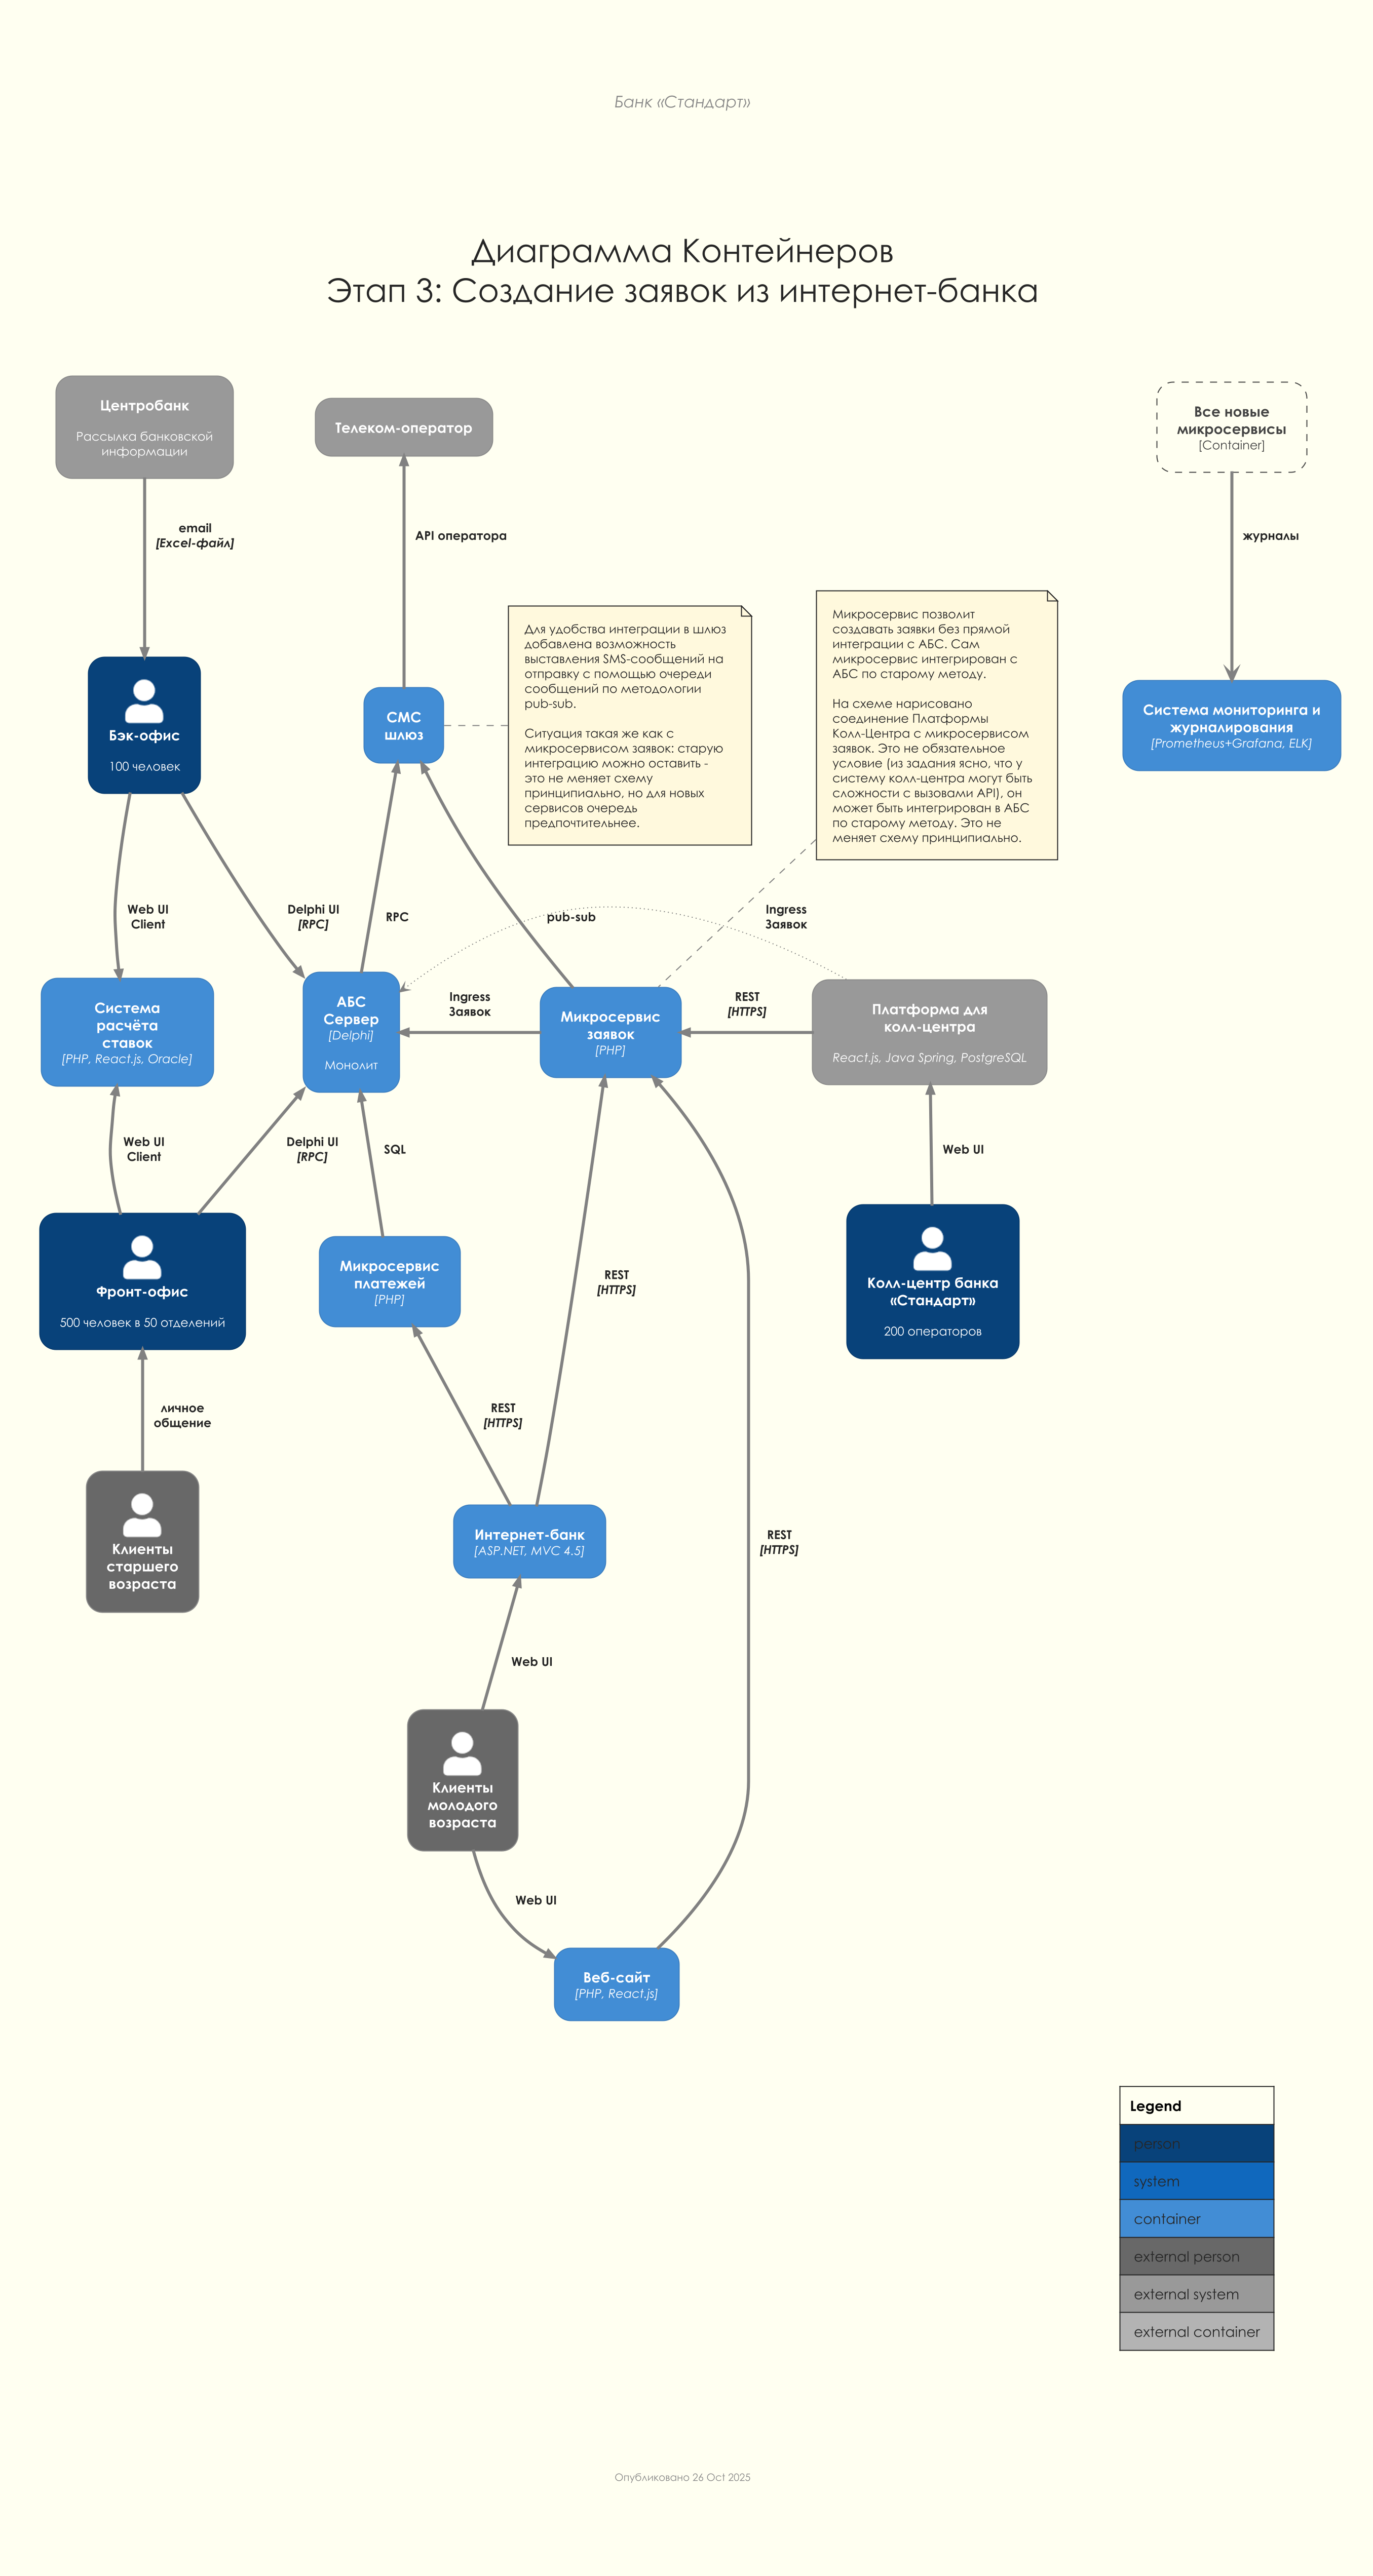 Банк «Стандарт»
Диаграмма Контейнеров
Этап 3: Создание заявок из интернет-банка
Центробанк
Рассылка банковской
информации
Телеком-оператор
Все новые
микросервисы
[Container]
email
[Excel-файл]
API оператора
журналы
Для удобства интеграции в шлюз
добавлена возможность
выставления SMS-сообщений на
отправку с помощью очереди
сообщений по методологии
pub-sub.
Ситуация такая же как с
микросервисом заявок: старую
интеграцию можно оставить -
это не меняет схему
принципиально, но для новых
сервисов очередь
предпочтительнее.
Микросервис позволит
создавать заявки без прямой
интеграции с АБС. Сам
микросервис интегрирован с
АБС по старому методу.
На схеме нарисовано
соединение Платформы
Колл-Центра с микросервисом
заявок. Это не обязательное
условие (из задания ясно, что у
систему колл-центра могут быть
сложности с вызовами API), он
может быть интегрирован в АБС
по старому методу. Это не
меняет схему принципиально.
Бэк-офис
100 человек
СМС
шлюз
Система мониторинга и
журналирования
[Prometheus+Grafana, ELK]
Web UI
Client
Delphi UI
[RPC]
RPC
pub-sub
Ingress
Заявок
Система
расчёта
ставок
[PHP, React.js, Oracle]
АБС
Сервер
[Delphi]
Монолит
Ingress
Заявок
Микросервис
заявок
[PHP]
REST
[HTTPS]
Платформа для
колл-центра
React.js, Java Spring, PostgreSQL
Web UI
Client
Delphi UI
[RPC]
SQL
Web UI
Фронт-офис
500 человек в 50 отделений
Микросервис
платежей
[PHP]
REST
[HTTPS]
Колл-центр банка
«Стандарт»
200 операторов
личное
общение
REST
[HTTPS]
Клиенты
старшего
возраста
Интернет-банк
[ASP.NET, MVC 4.5]
REST
[HTTPS]
Web UI
Клиенты
молодого
возраста
Web UI
Веб-сайт
[PHP, React.js]
Legend
person
system
container
external person
external system
external container
Опубликовано 26 Oct 2025